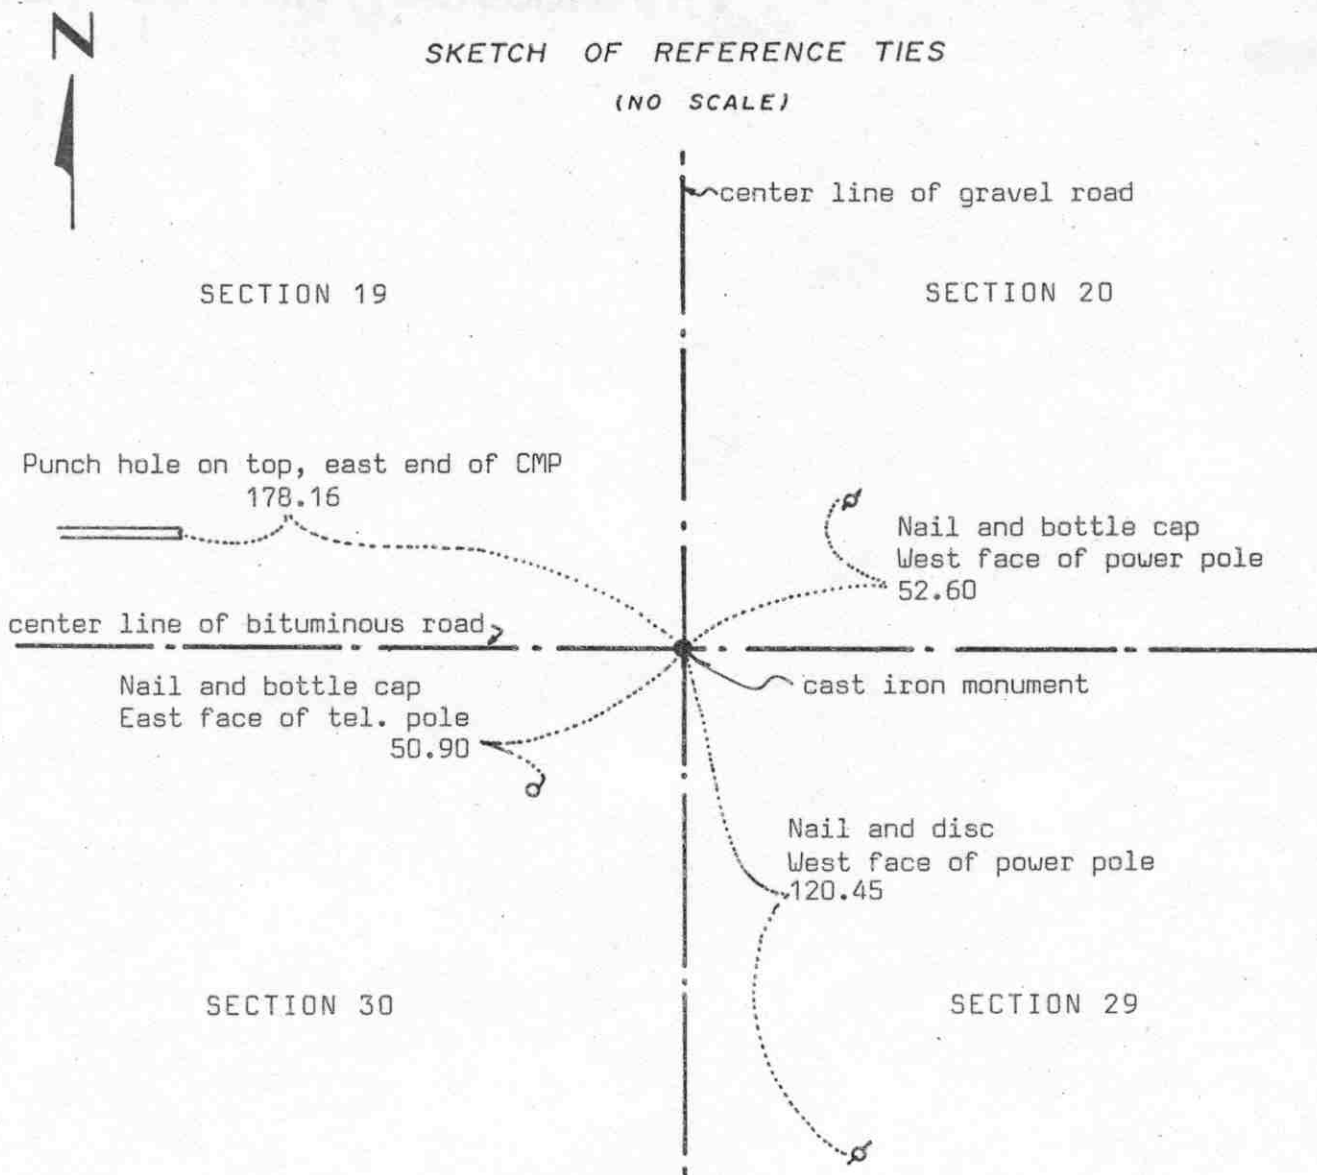 N
SKETCH OF REFERENCE TIES
(NO SCALE)
center line of gravel road
SECTION 19
SECTION 20
Punch hole on top, east end of CMP
178.16
Nail and bottle cap
West face of power pole
52.60
center line of bituminous road
Nail and bottle cap
East face of tel. pole
50.90
cast iron monument
Nail and disc
West face of power pole
120.45
SECTION 30
SECTION 29